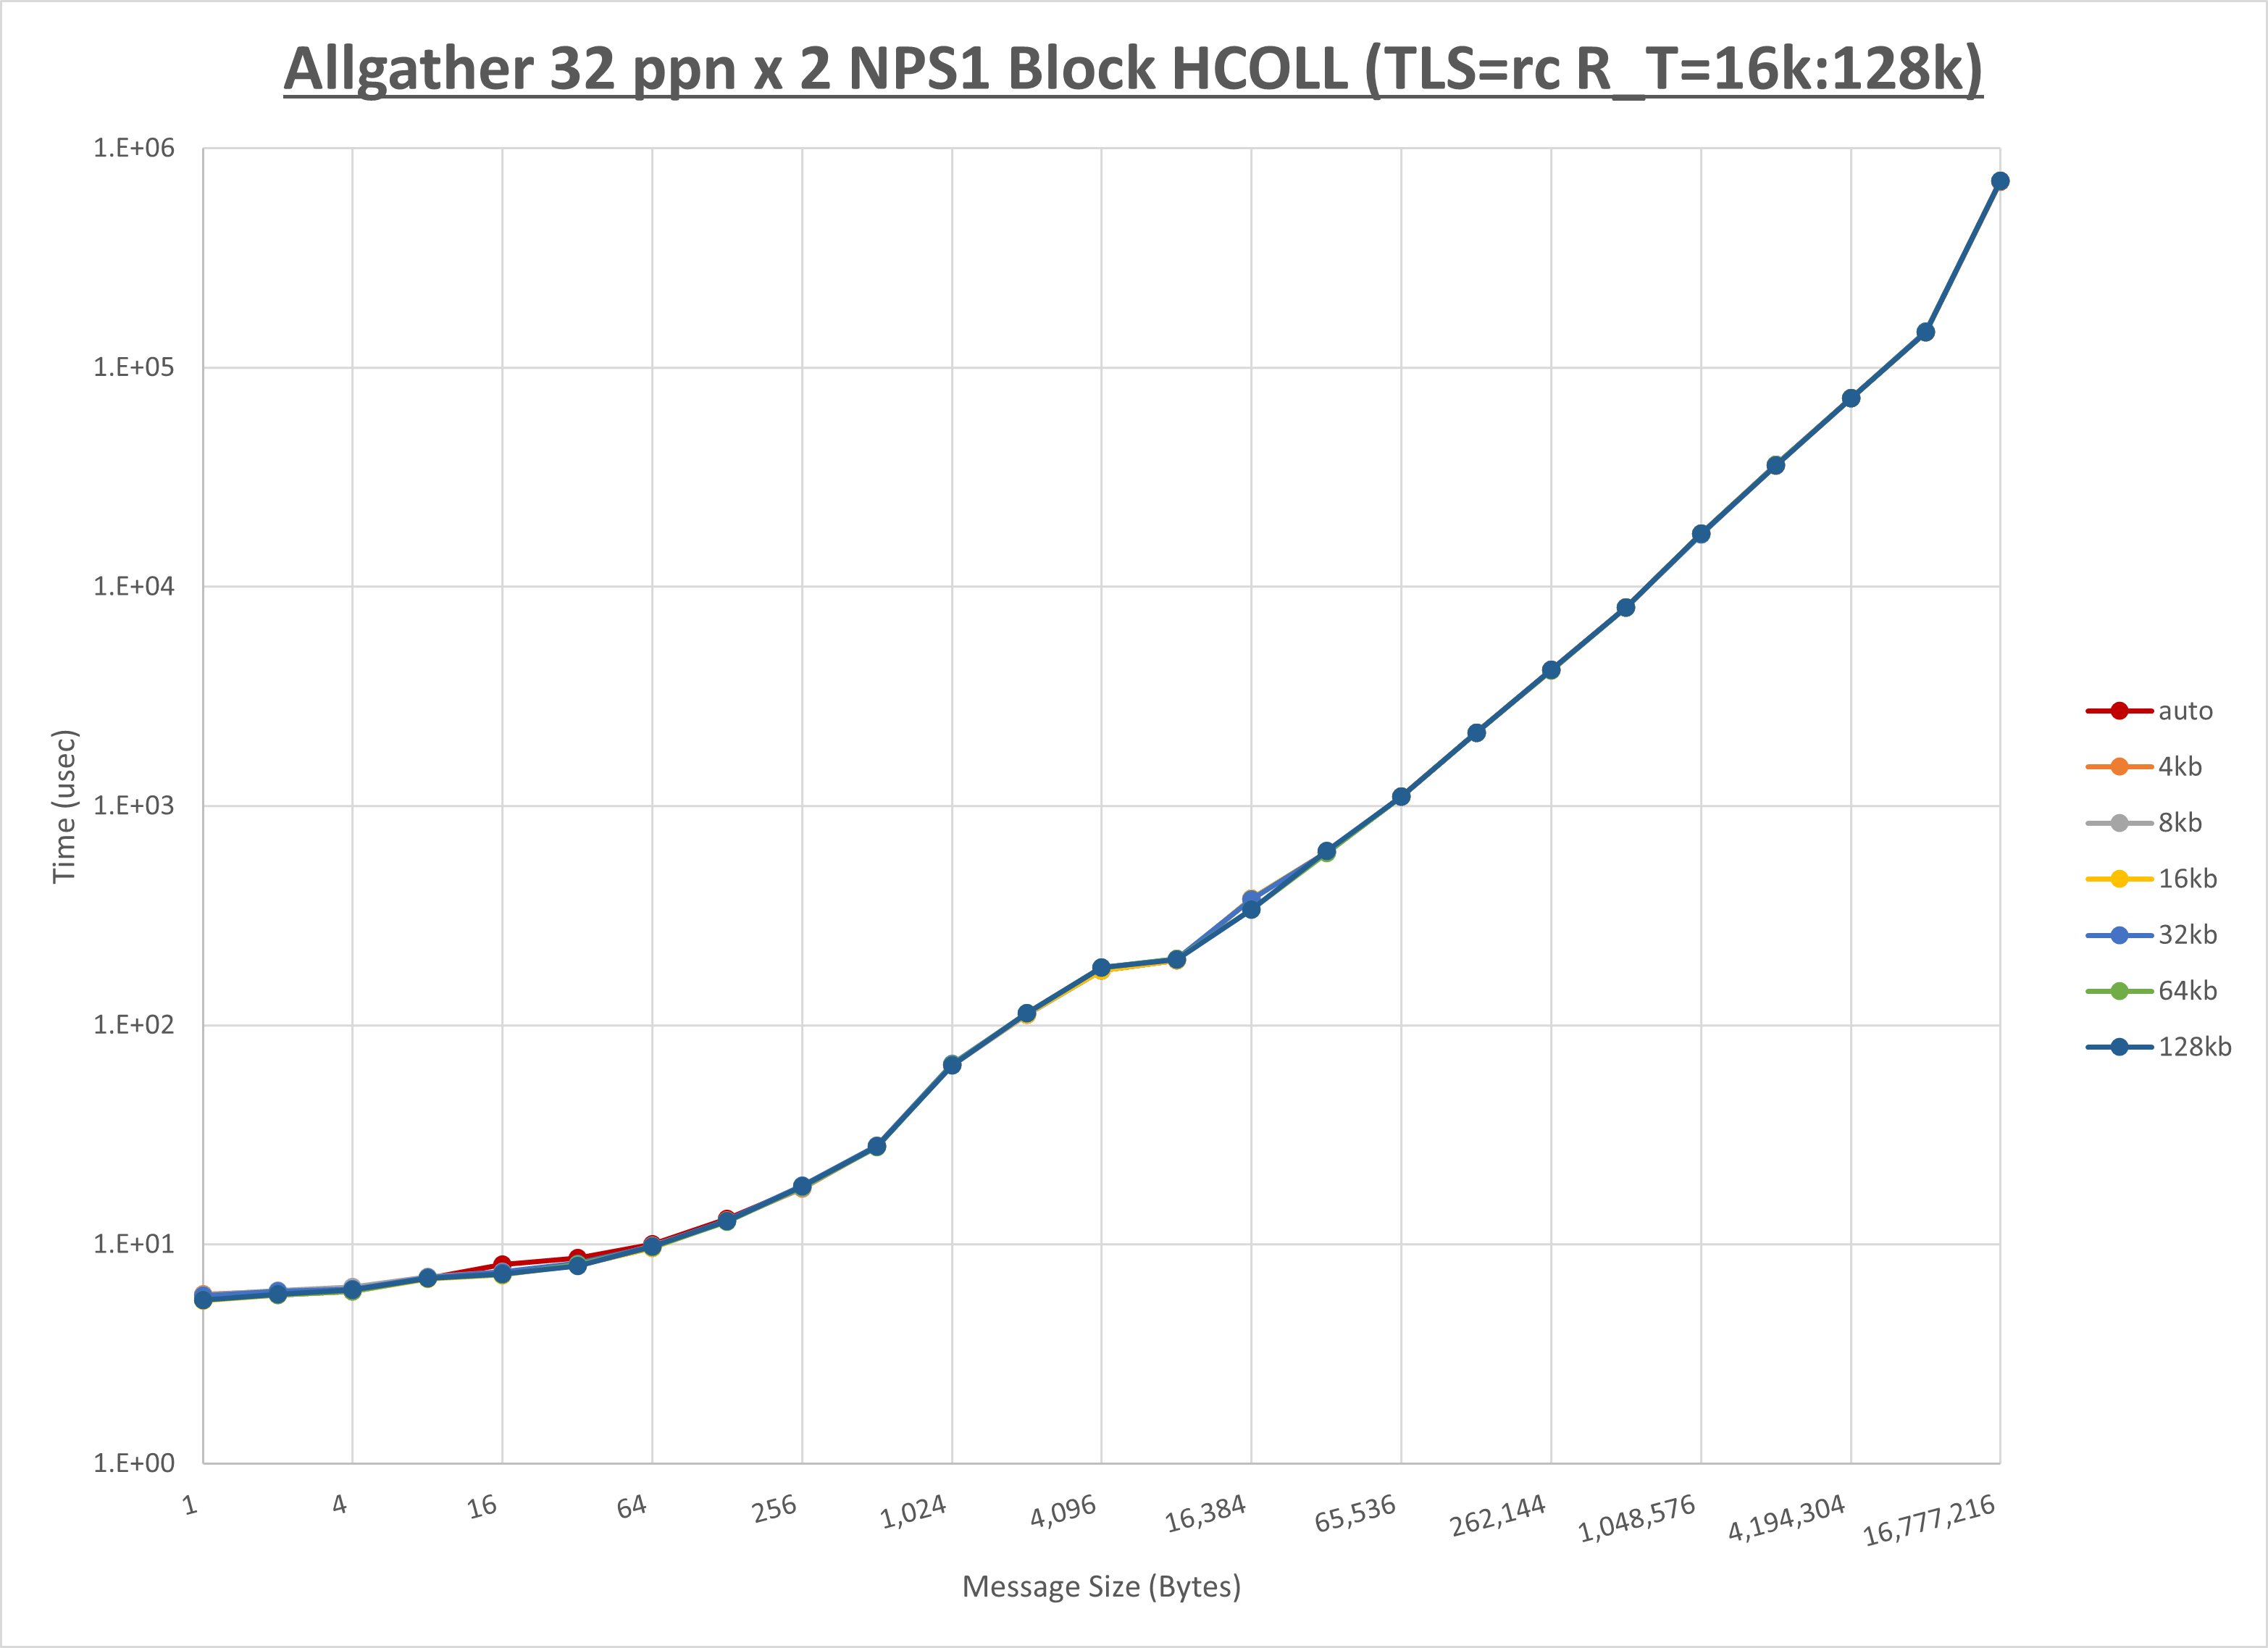 Allgather 32 ppn x 2 NPS1 Block HCOLL (TLS=rc R_T=16k:128k)
1.E+06
1.E+05
1.E+04
1.E+03
1.E+02
1.E+01
1.E+00
Time (usec)
1
4
16
64
256
1,024
4,096
16,384
65,536
262,144
1,048,576
4,194,304
16,777,216
Message Size (Bytes)
auto
4kb
8kb
16kb
32kb
64kb
128kb